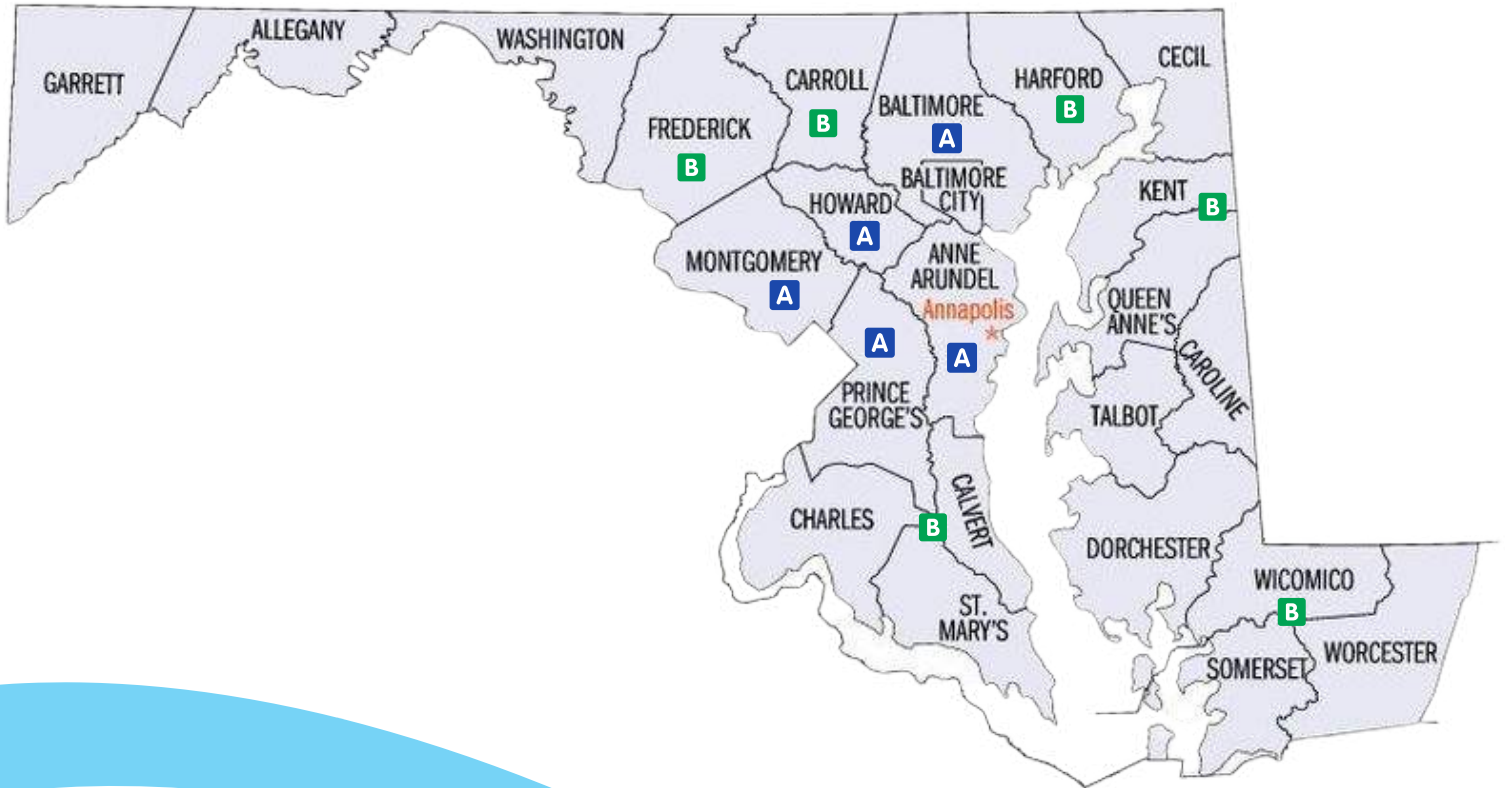 ALLEGANY
WASHINGTON
GARRETT
CARROLL
B
FREDERICK
B
BALTIMORE
A
HARFORD
B
CECIL
BALTIMORE
CITY
HOWARD
A
KENT
B
MONTGOMERY
A
ANNE
ARUNDEL
Annapolis
*
A
A
PRINCE
GEORGE'S
QUEEN
ANNE'S
CAROLINE
TALBOT
CHARLES
B
CALVERT
ST.
MARY'S
DORCHESTER
WICOMICO
B
SOMERSET
WORCESTER